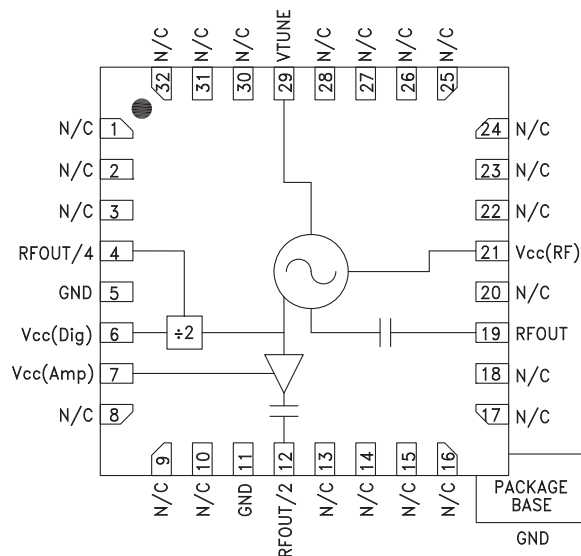 N/C
N/C
N/C
VTUNE
N/C
N/C
N/C
N/C
32
31
30
29
28
27
26
25
N/C 1
N/C 2
N/C 3
RFOUT/4 4
GND 5
Vcc(Dig) 6
Vcc(Amp) 7
N/C 8
÷2
24 N/C
23 N/C
22 N/C
21 Vcc(RF)
20 N/C
19 RFOUT
18 N/C
17 N/C
9
10
11
12
13
14
15
16
N/C
N/C
GND
RFOUT/2
N/C
N/C
N/C
N/C
PACKAGE
BASE
GND